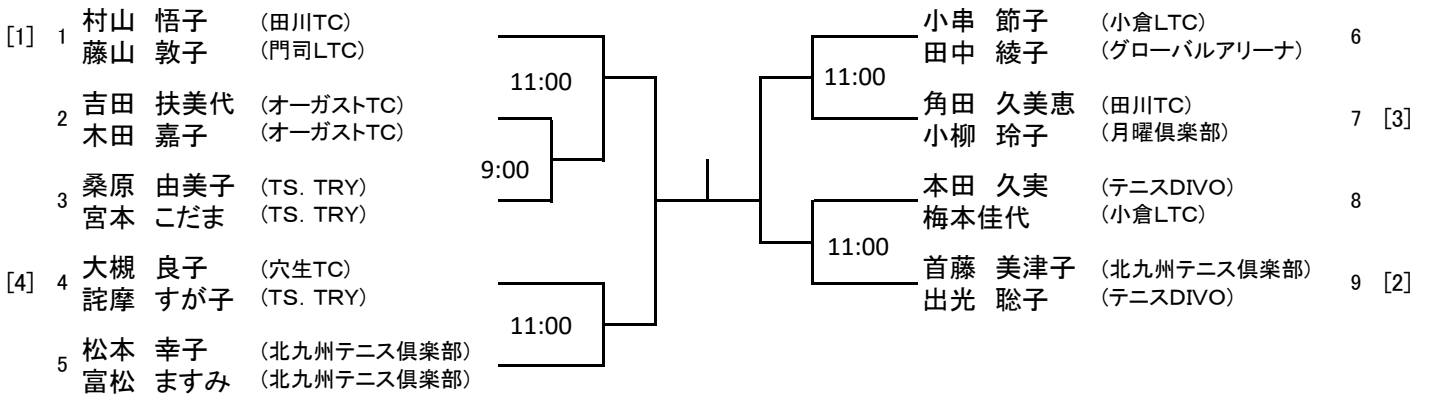 [1] 1 村山 悟子 (田川TC)
藤山 敦子 (門司LTC)
11:00
2 吉田 扶美代 (オーガストTC)
木田 嘉子 (オーガストTC)
9:00
3 桑原 由美子 (TS．TRY)
宮本 こだま (TS．TRY)
[4] 4 大槻 良子 (穴生TC)
詫摩 すが子 (TS．TRY)
11:00
5 松本 幸子 (北九州テニス倶楽部)
富松 ますみ (北九州テニス倶楽部)
小串 節子 (小倉LTC) 6
田中 綾子 (グローバルアリーナ)
11:00
角田 久美恵 (田川TC) 7 [3]
小柳 玲子 (月曜倶楽部)
本田 久実 (テニスDIVO) 8
梅本佳代 (小倉LTC)
11:00
首藤 美津子 (北九州テニス倶楽部) 9 [2]
出光 聡子 (テニスDIVO)